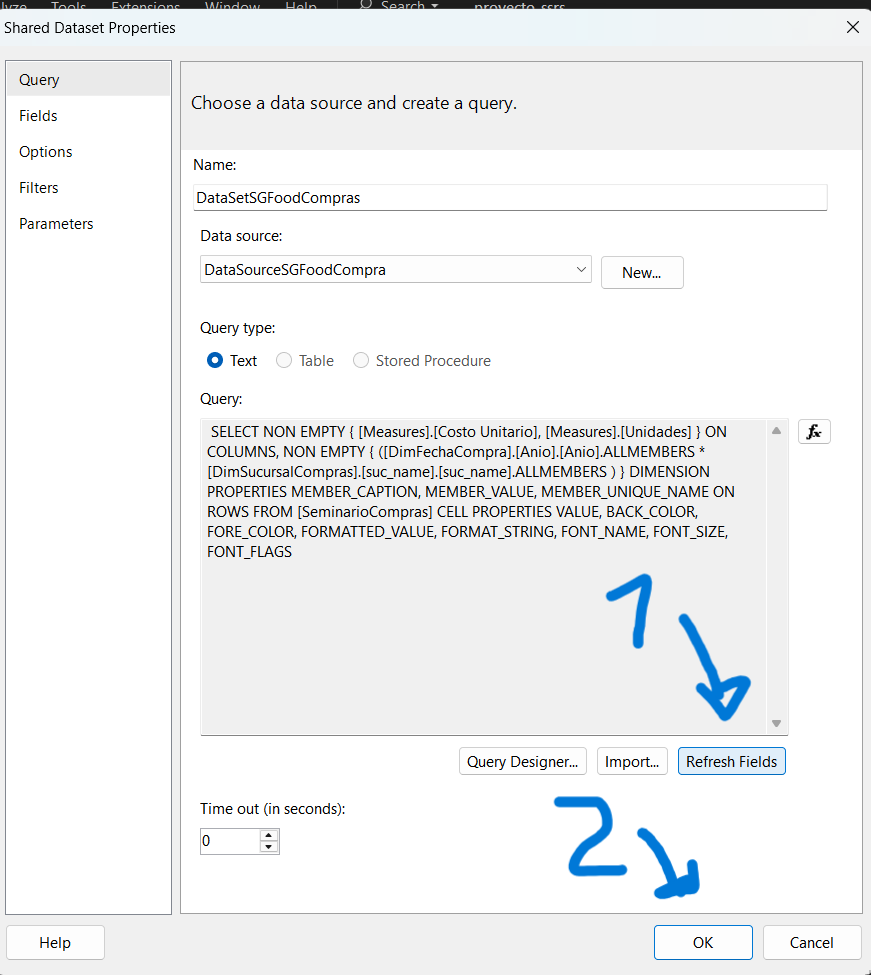 Tools Extensions Window Help Search
Shared Dataset Properties
Query
Fields
Options
Filters
Parameters
Choose a data source and create a query.
Name:
DataSetSGFoodCompras
Data source:
DataSourceSGFoodCompra
New...
Query type:
Text
Table
Stored Procedure
Query:
SELECT NON EMPTY { [Measures].[Costo Unitario], [Measures].[Unidades] } ON
COLUMNS, NON EMPTY { ([DimFechaCompra].[Anio].[Anio].ALLMEMBERS *
[DimSucursalCompras].[suc_name].[suc_name].ALLMEMBERS ) } DIMENSION
PROPERTIES MEMBER_CAPTION, MEMBER_VALUE, MEMBER_UNIQUE_NAME ON
ROWS FROM [SeminarioCompras] CELL PROPERTIES VALUE, BACK_COLOR,
FORE_COLOR, FORMATTED_VALUE, FORMAT_STRING, FONT_NAME, FONT_SIZE,
FONT_FLAGS
fx
1
Query Designer...
Import...
Refresh Fields
Time out (in seconds):
0
2
Help
OK
Cancel